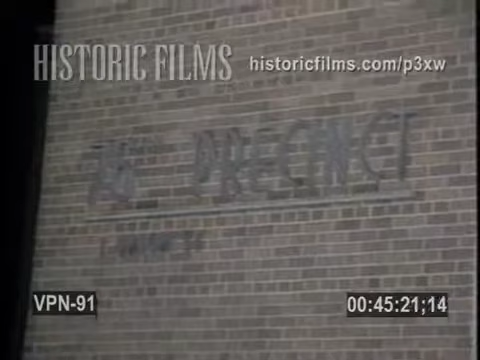 HISTORIC FILMS
historicfilms.com/p3xw
PRECINCT
VPN-91
00:45:21;14